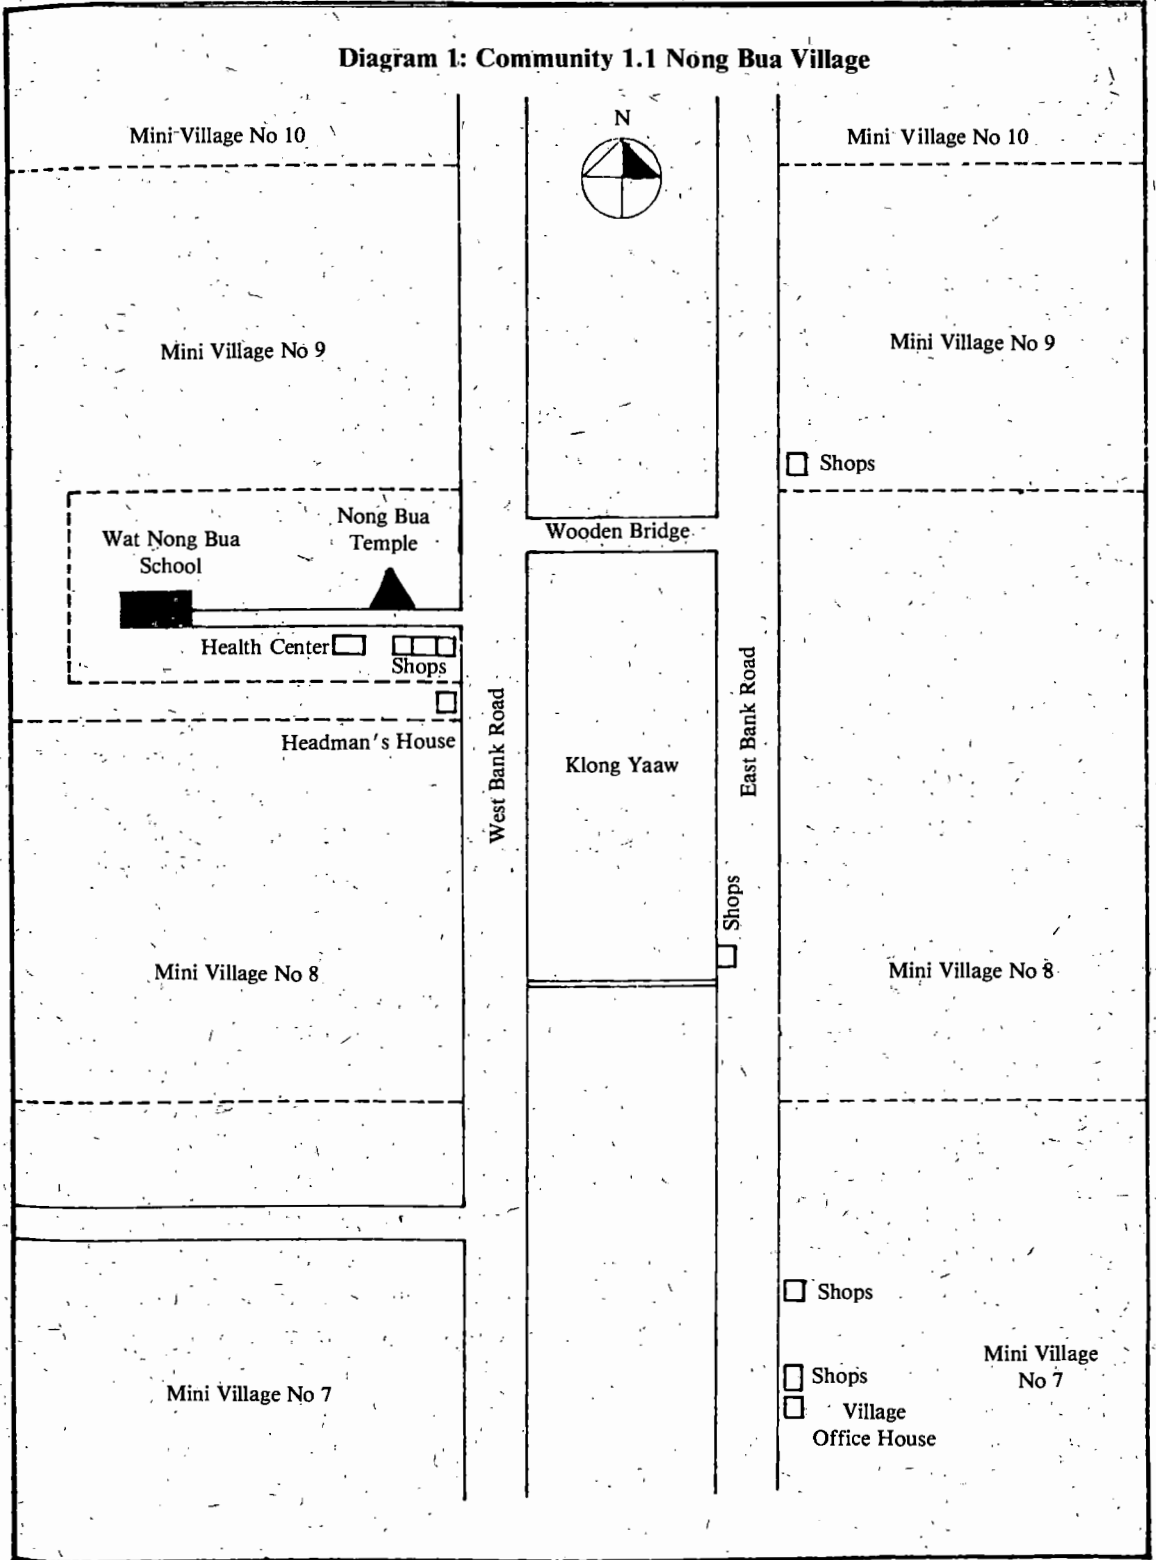 Diagram 1: Community 1.1 Nong Bua Village
N
Mini Village No 10
Mini Village No 10
Mini Village No 9
Mini Village No 9
Shops
Wooden Bridge
Nong Bua
Temple
Wat Nong Bua
School
Health Center
Shops
Headman's House
West Bank Road
Klong Yaaw
East Bank Road
Shops
Mini Village No 8
Mini Village No 8
Shops
Mini Village
No 7
Shops
Mini Village No 7
Village
Office House